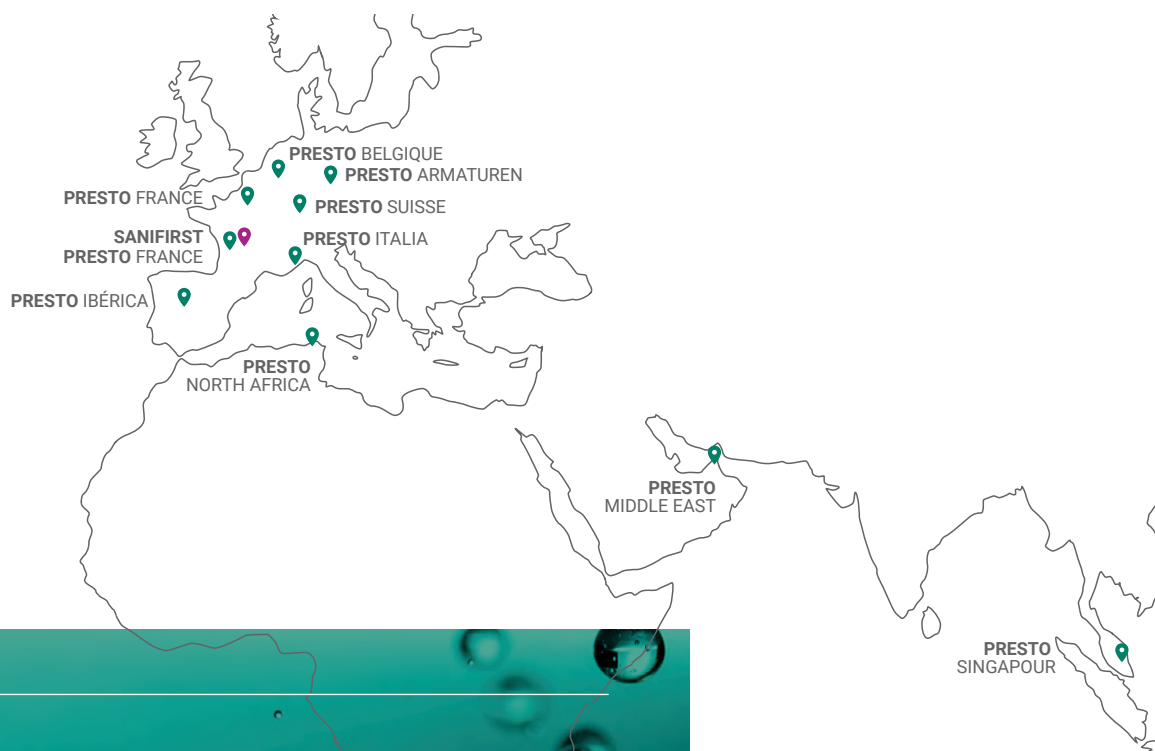 PRESTO BELGIQUE
PRESTO ARMATUREN
PRESTO FRANCE
PRESTO SUISSE
SANIFIRST
PRESTO FRANCE
PRESTO ITALIA
PRESTO IBÉRICA
PRESTO
NORTH AFRICA
PRESTO
MIDDLE EAST
PRESTO
SINGAPOUR